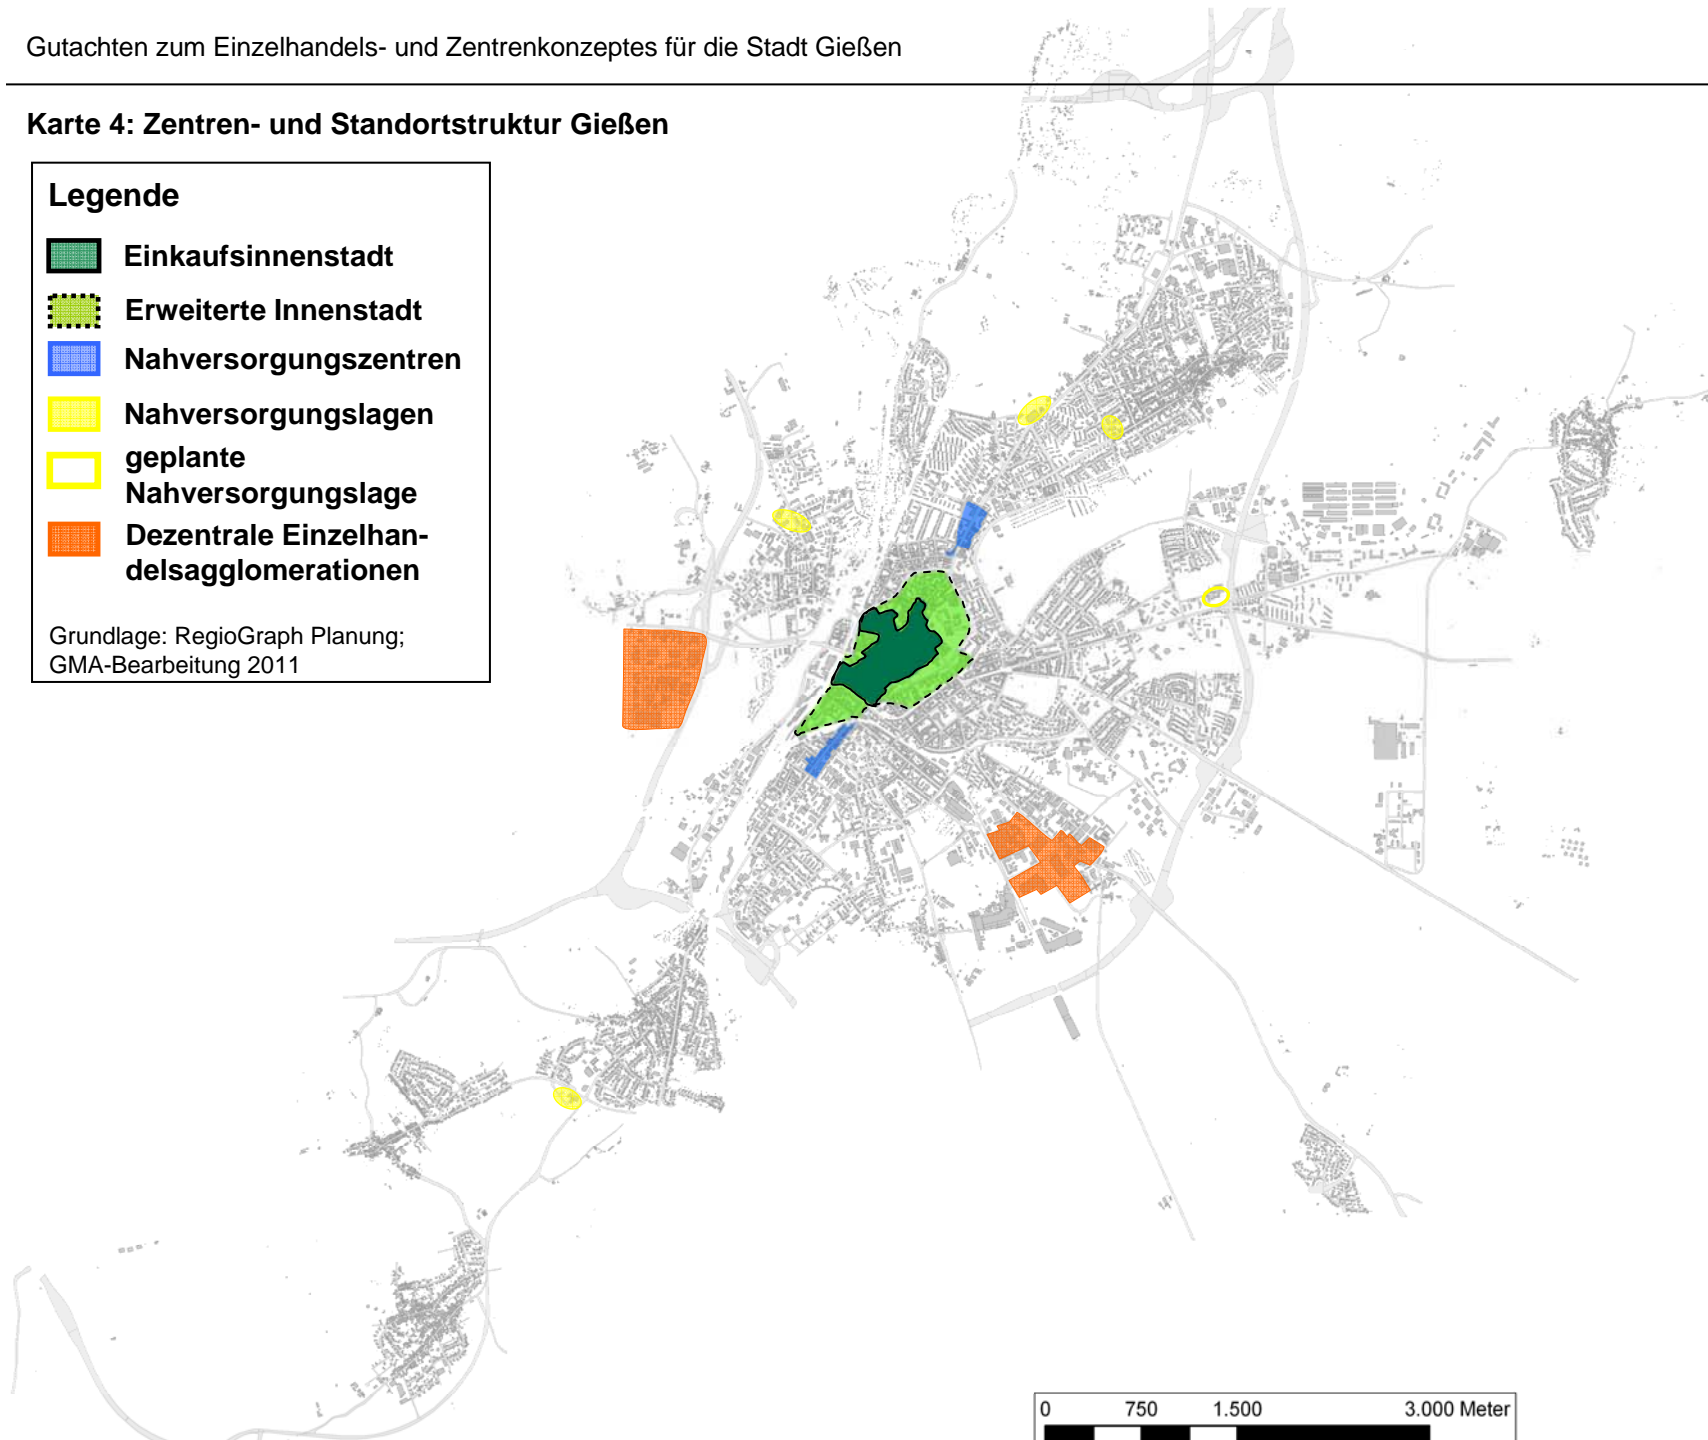 Gutachten zum Einzelhandels- und Zentrenkonzeptes für die Stadt Gießen
Karte 4: Zentren- und Standortstruktur Gießen
Legende
Einkaufsinnenstadt
Erweiterte Innenstadt
Nahversorgungszentren
Nahversorgungslagen
geplante
Nahversorgungslage
Dezentrale Einzelhan-
delsagglomerationen
Grundlage: RegioGraph Planung;
GMA-Bearbeitung 2011
0 750 1.500 3.000 Meter